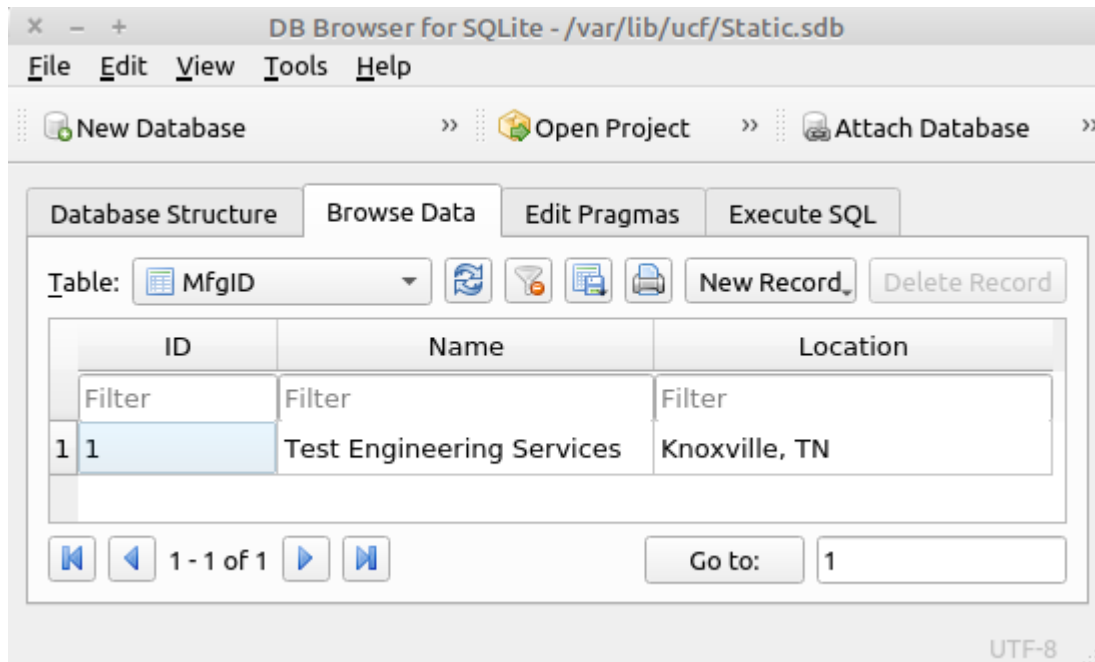 DB Browser for SQLite - /var/lib/ucf/Static.sdb
File Edit View Tools Help
New Database » Open Project » Attach Database »
Database Structure Browse Data Edit Pragmas Execute SQL
Table: MfgID New Record Delete Record
ID Name Location
Filter Filter Filter
1 1 Test Engineering Services Knoxville, TN
1 - 1 of 1 Go to: 1
UTF-8